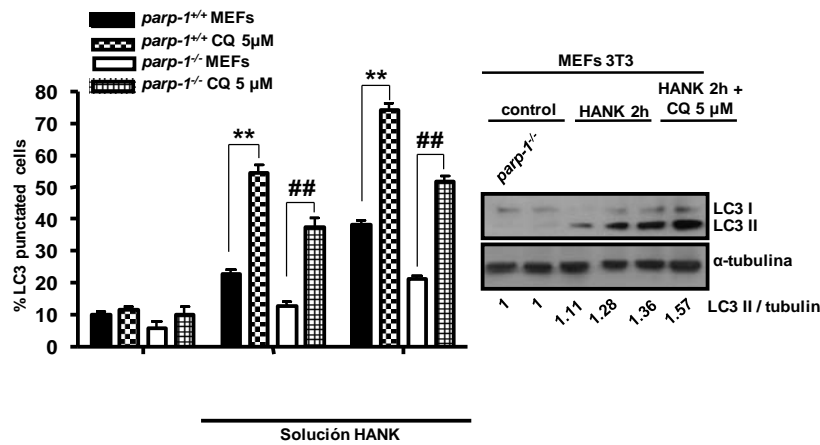 parp-1+/+ MEFs
parp-1+/+ CQ 5µM
parp-1-/- MEFs
parp-1-/- CQ 5 µM
% LC3 punctated cells
80
70
60
50
40
30
20
10
0
**
##
**
##
Solución HANK
MEFs 3T3
control
HANK 2h
HANK 2h +
CQ 5 µM
parp-1-/-
LC3 I
LC3 II
α-tubulina
1 1 1.11 1.28 1.36 1.57 LC3 II / tubulin